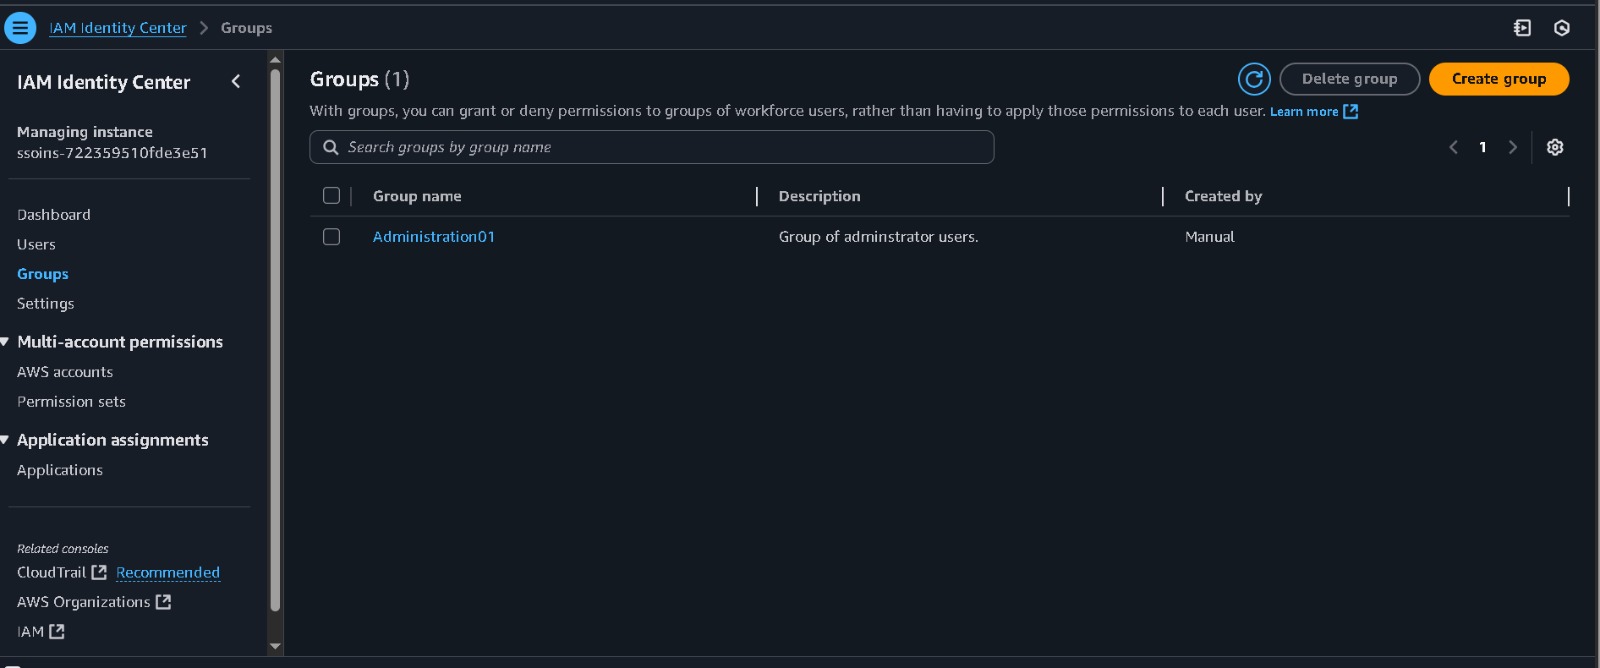 IAM Identity Center > Groups
IAM Identity Center
Managing instance
ssoins-722359510fde3e51
Dashboard
Users
Groups
Settings
Multi-account permissions
AWS accounts
Permission sets
Application assignments
Applications
Related consoles
CloudTrail Recommended
AWS Organizations
IAM
Groups (1)
Delete group
Create group
With groups, you can grant or deny permissions to groups of workforce users, rather than having to apply those permissions to each user. Learn more
Search groups by group name
1
Group name Description Created by
Administration01 Group of adminstrator users. Manual